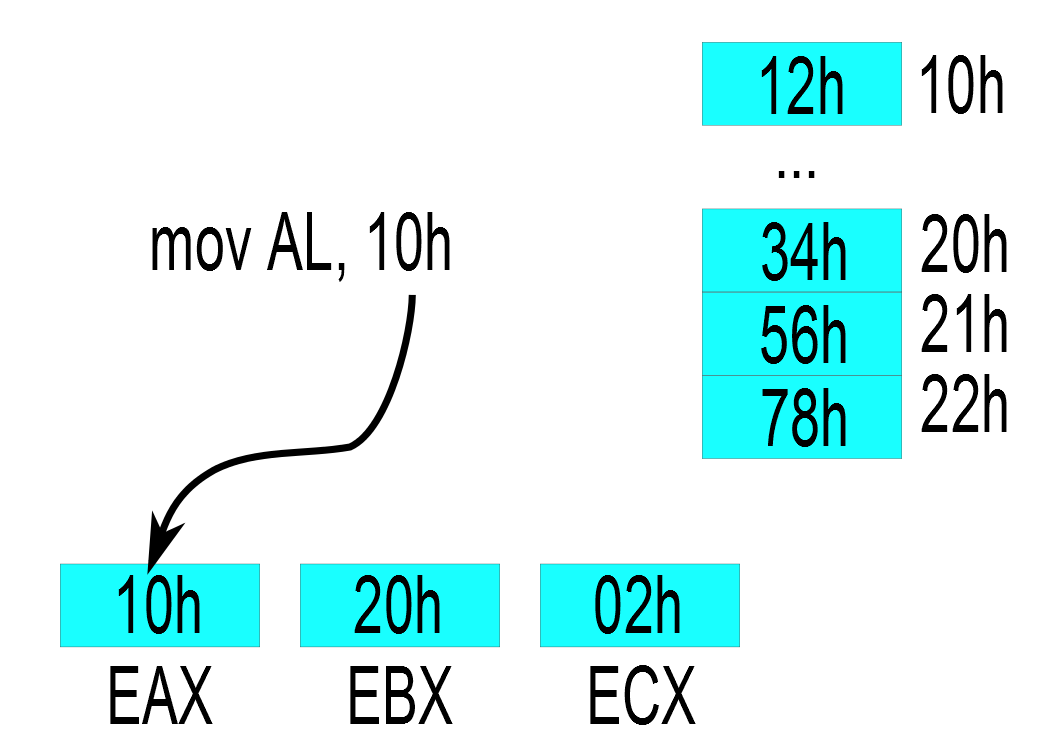 12h 10h
...
mov AL, 10h
34h 20h
56h 21h
78h 22h
10h 20h 02h
EAX EBX ECX